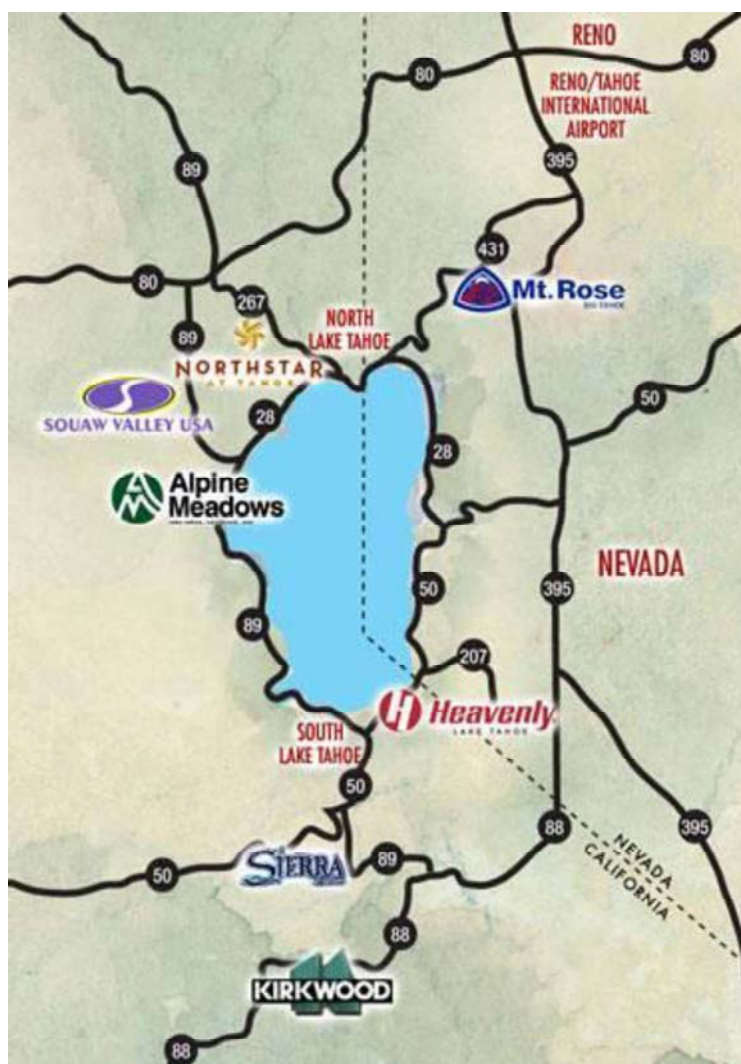 RENO
80
80
RENO/TAHOE
INTERNATIONAL
AIRPORT
89
395
431
80
267
Mt. Rose
NORTH
LAKE TAHOE
89
NORTHSTAR
AT TAHOE
50
SQUAW VALLEY USA
28
28
Alpine
Meadows
NEVADA
50
395
89
207
Heavenly
LAKE TAHOE
SOUTH
LAKE TAHOE
50
88
395
NEVADA
CALIFORNIA
SIERRA
89
50
88
KIRKWOOD
88